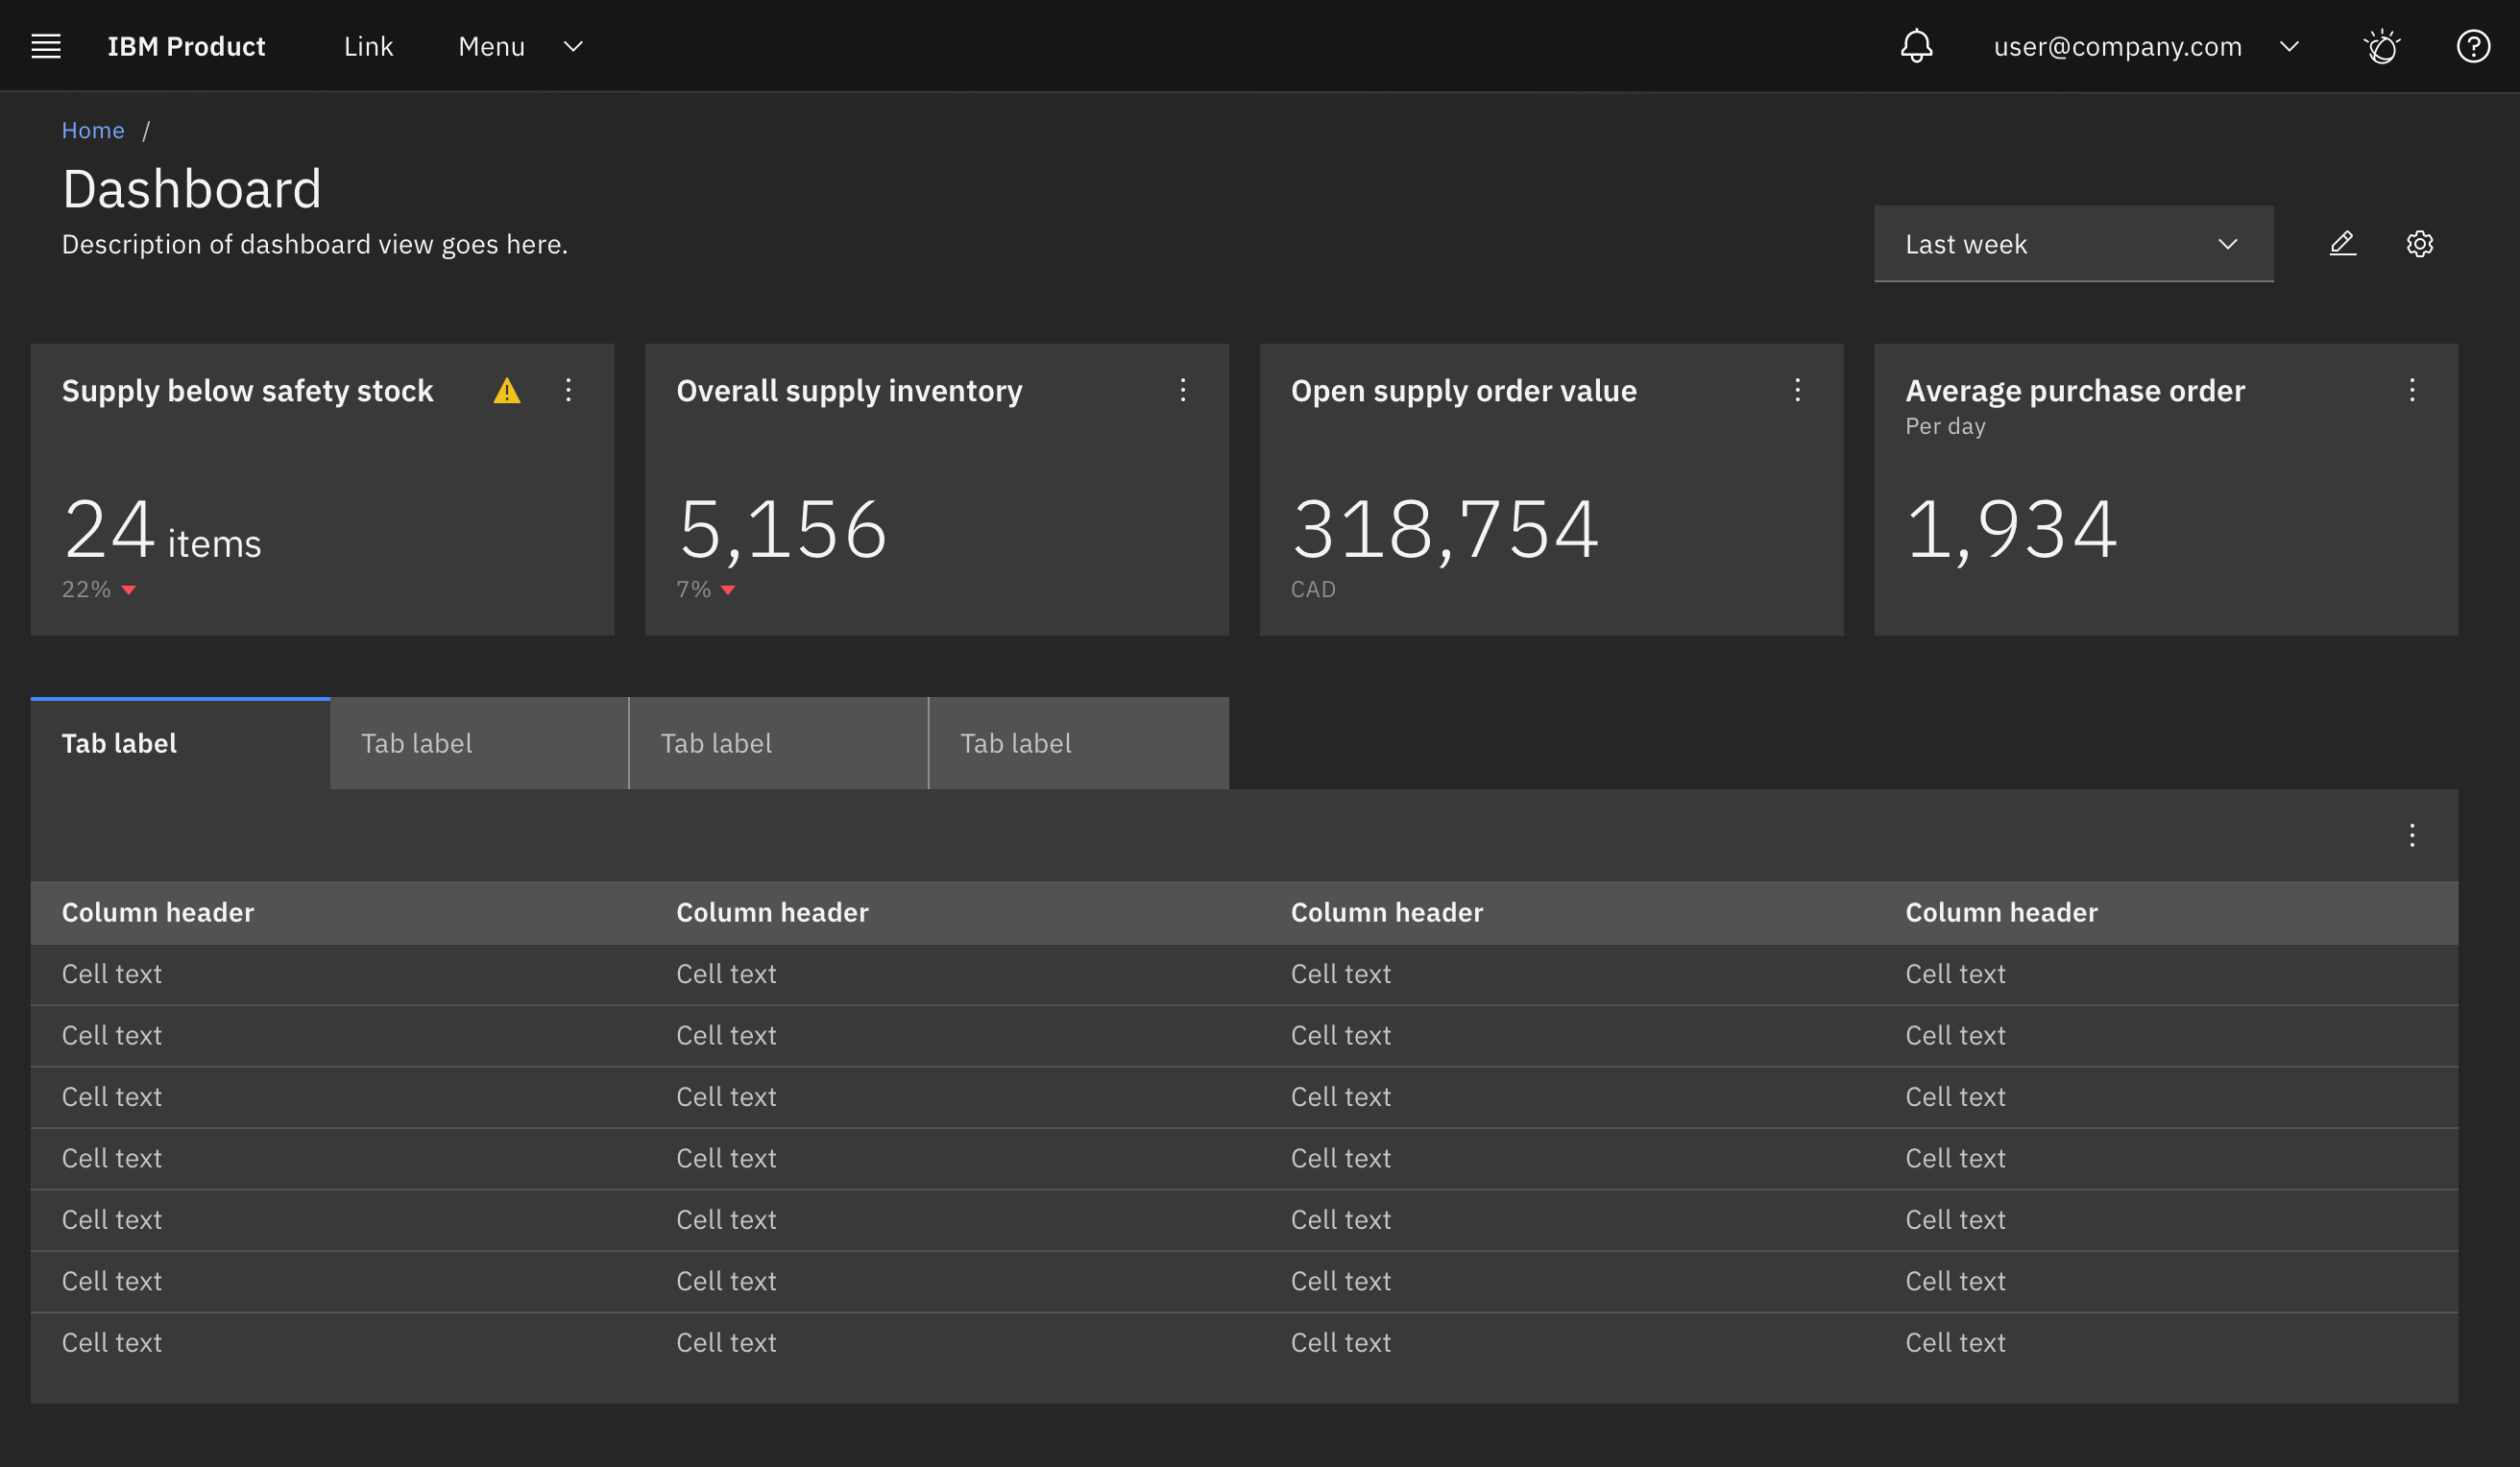 IBM Product Link Menu user@company.com
Home /
Dashboard
Description of dashboard view goes here.
Last week
Supply below safety stock
24 items
22%
Overall supply inventory
5,156
7%
Open supply order value
318,754
CAD
Average purchase order
Per day
1,934
Tab label Tab label Tab label Tab label
Column header Column header Column header Column header
Cell text Cell text Cell text Cell text
Cell text Cell text Cell text Cell text
Cell text Cell text Cell text Cell text
Cell text Cell text Cell text Cell text
Cell text Cell text Cell text Cell text
Cell text Cell text Cell text Cell text
Cell text Cell text Cell text Cell text